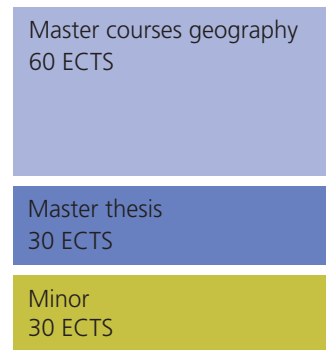 Master courses geography
60 ECTS
Master thesis
30 ECTS
Minor
30 ECTS